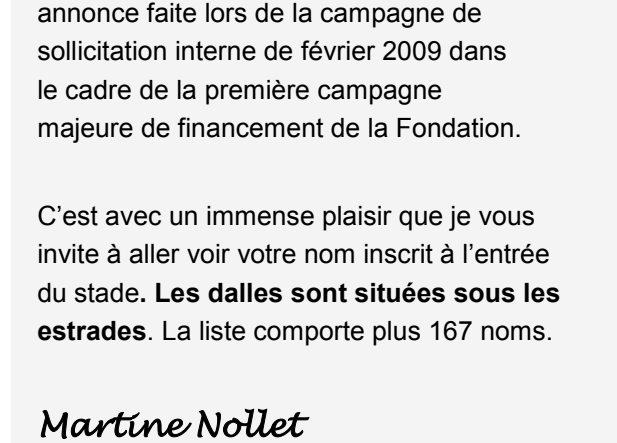 annonce faite lors de la campagne de
sollicitation interne de février 2009 dans
le cadre de la première campagne
majeure de financement de la Fondation.
C’est avec un immense plaisir que je vous
invite à aller voir votre nom inscrit à l’entrée
du stade. Les dalles sont situées sous les
estrades. La liste comporte plus 167 noms.
Martine Nollet